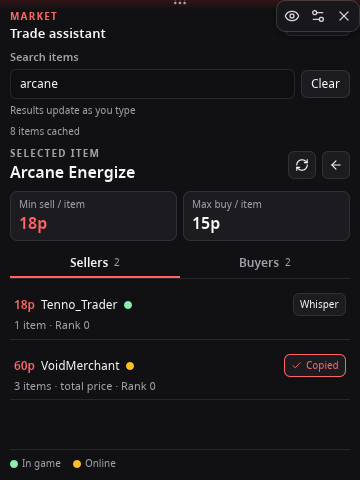 MARKET
Trade assistant
Search items
arcane
Clear
Results update as you type
8 items cached
SELECTED ITEM
Arcane Energize
Min sell / item
18p
Max buy / item
15p
Sellers 2
Buyers 2
18p Tenno_Trader
Whisper
1 item · Rank 0
60p VoidMerchant
Copied
3 items · total price · Rank 0
In game
Online